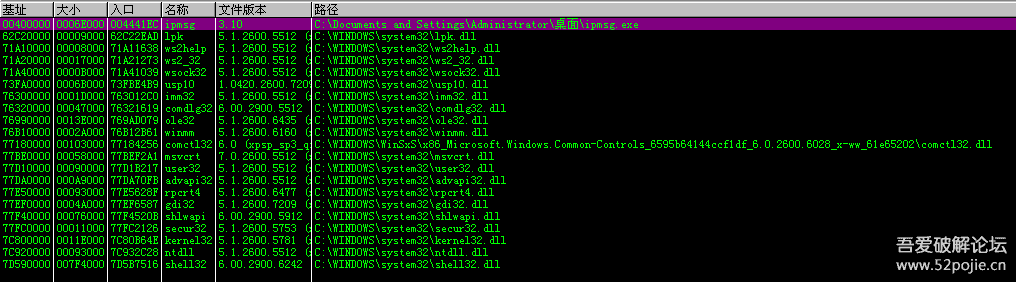 基址 大小 入口 名称 文件版本 路径
00400000 0006E000 004441EC ipmsg 3.10 C:\Documents and Settings\Administrator\桌面\ipmsg.exe
62C20000 00009000 62C22EAD lpk 5.1.2600.5512 ( C:\WINDOWS\system32\lpk.dll
71A10000 00008000 71A11638 ws2help 5.1.2600.5512 ( C:\WINDOWS\system32\ws2help.dll
71A20000 00017000 71A21273 ws2_32 5.1.2600.5512 ( C:\WINDOWS\system32\ws2_32.dll
71A40000 0000B000 71A41039 wsock32 5.1.2600.5512 ( C:\WINDOWS\system32\wsock32.dll
73FA0000 0006B000 73FBE4B9 usp10 1.0420.2600.720 C:\WINDOWS\system32\usp10.dll
76300000 0001D000 763012C0 imm32 5.1.2600.5512 ( C:\WINDOWS\system32\imm32.dll
76320000 00047000 76321619 comdlg32 6.00.2900.5512 C:\WINDOWS\system32\comdlg32.dll
76990000 0013E000 769AD079 ole32 5.1.2600.6435 ( C:\WINDOWS\system32\ole32.dll
76B10000 0002A000 76B12B61 winmm 5.1.2600.6160 ( C:\WINDOWS\system32\winmm.dll
77180000 00103000 77184256 comctl32 6.0 (xpsp_sp3_q C:\WINDOWS\WinSxS\x86_Microsoft.Windows.Common-Controls_6595b64144ccf1df_6.0.2600.6028_x-ww_61e65202\comctl32.dll
77BE0000 00058000 77BEF2A1 msvcrt 7.0.2600.5512 ( C:\WINDOWS\system32\msvcrt.dll
77D10000 00090000 77D1B217 user32 5.1.2600.5512 ( C:\WINDOWS\system32\user32.dll
77DA0000 000A9000 77DA70FB advapi32 5.1.2600.5512 ( C:\WINDOWS\system32\advapi32.dll
77E50000 00093000 77E5628F rpcrt4 5.1.2600.6477 ( C:\WINDOWS\system32\rpcrt4.dll
77EF0000 0004A000 77EF6587 gdi32 5.1.2600.7209 ( C:\WINDOWS\system32\gdi32.dll
77F40000 00076000 77F4520B shlwapi 6.00.2900.5912 C:\WINDOWS\system32\shlwapi.dll
77FC0000 00011000 77FC2126 secur32 5.1.2600.5753 ( C:\WINDOWS\system32\secur32.dll
7C800000 0011E000 7C80B64E kernel32 5.1.2600.5781 ( C:\WINDOWS\system32\kernel32.dll
7C920000 00093000 7C932C28 ntdll 5.1.2600.5512 ( C:\WINDOWS\system32\ntdll.dll
7D590000 007F4000 7D5B7516 shell32 6.00.2900.6242 C:\WINDOWS\system32\shell32.dll
吾爱破解论坛
www.52pojie.cn